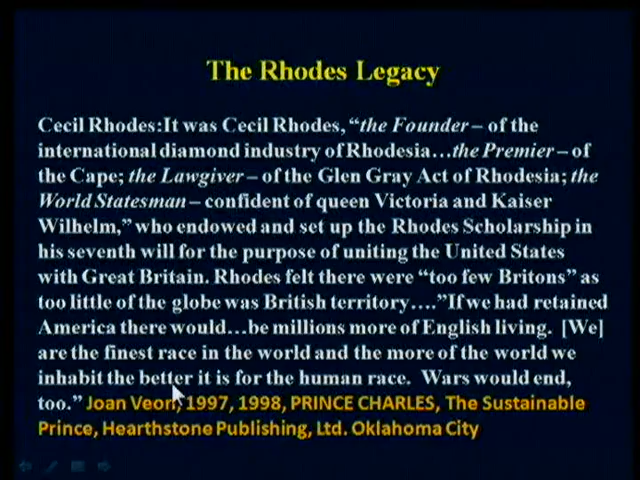 The Rhodes Legacy
Cecil Rhodes:It was Cecil Rhodes, “the Founder – of the
international diamond industry of Rhodesia…the Premier – of
the Cape; the Lawgiver – of the Glen Gray Act of Rhodesia; the
World Statesman – confident of queen Victoria and Kaiser
Wilhelm,” who endowed and set up the Rhodes Scholarship in
his seventh will for the purpose of uniting the United States
with Great Britain. Rhodes felt there were “too few Britons” as
too little of the globe was British territory….”If we had retained
America there would…be millions more of English living.  [We]
are the finest race in the world and the more of the world we
inhabit the better it is for the human race.  Wars would end,
too.” Joan Veon, 1997, 1998, PRINCE CHARLES, The Sustainable
Prince, Hearthstone Publishing, Ltd. Oklahoma City